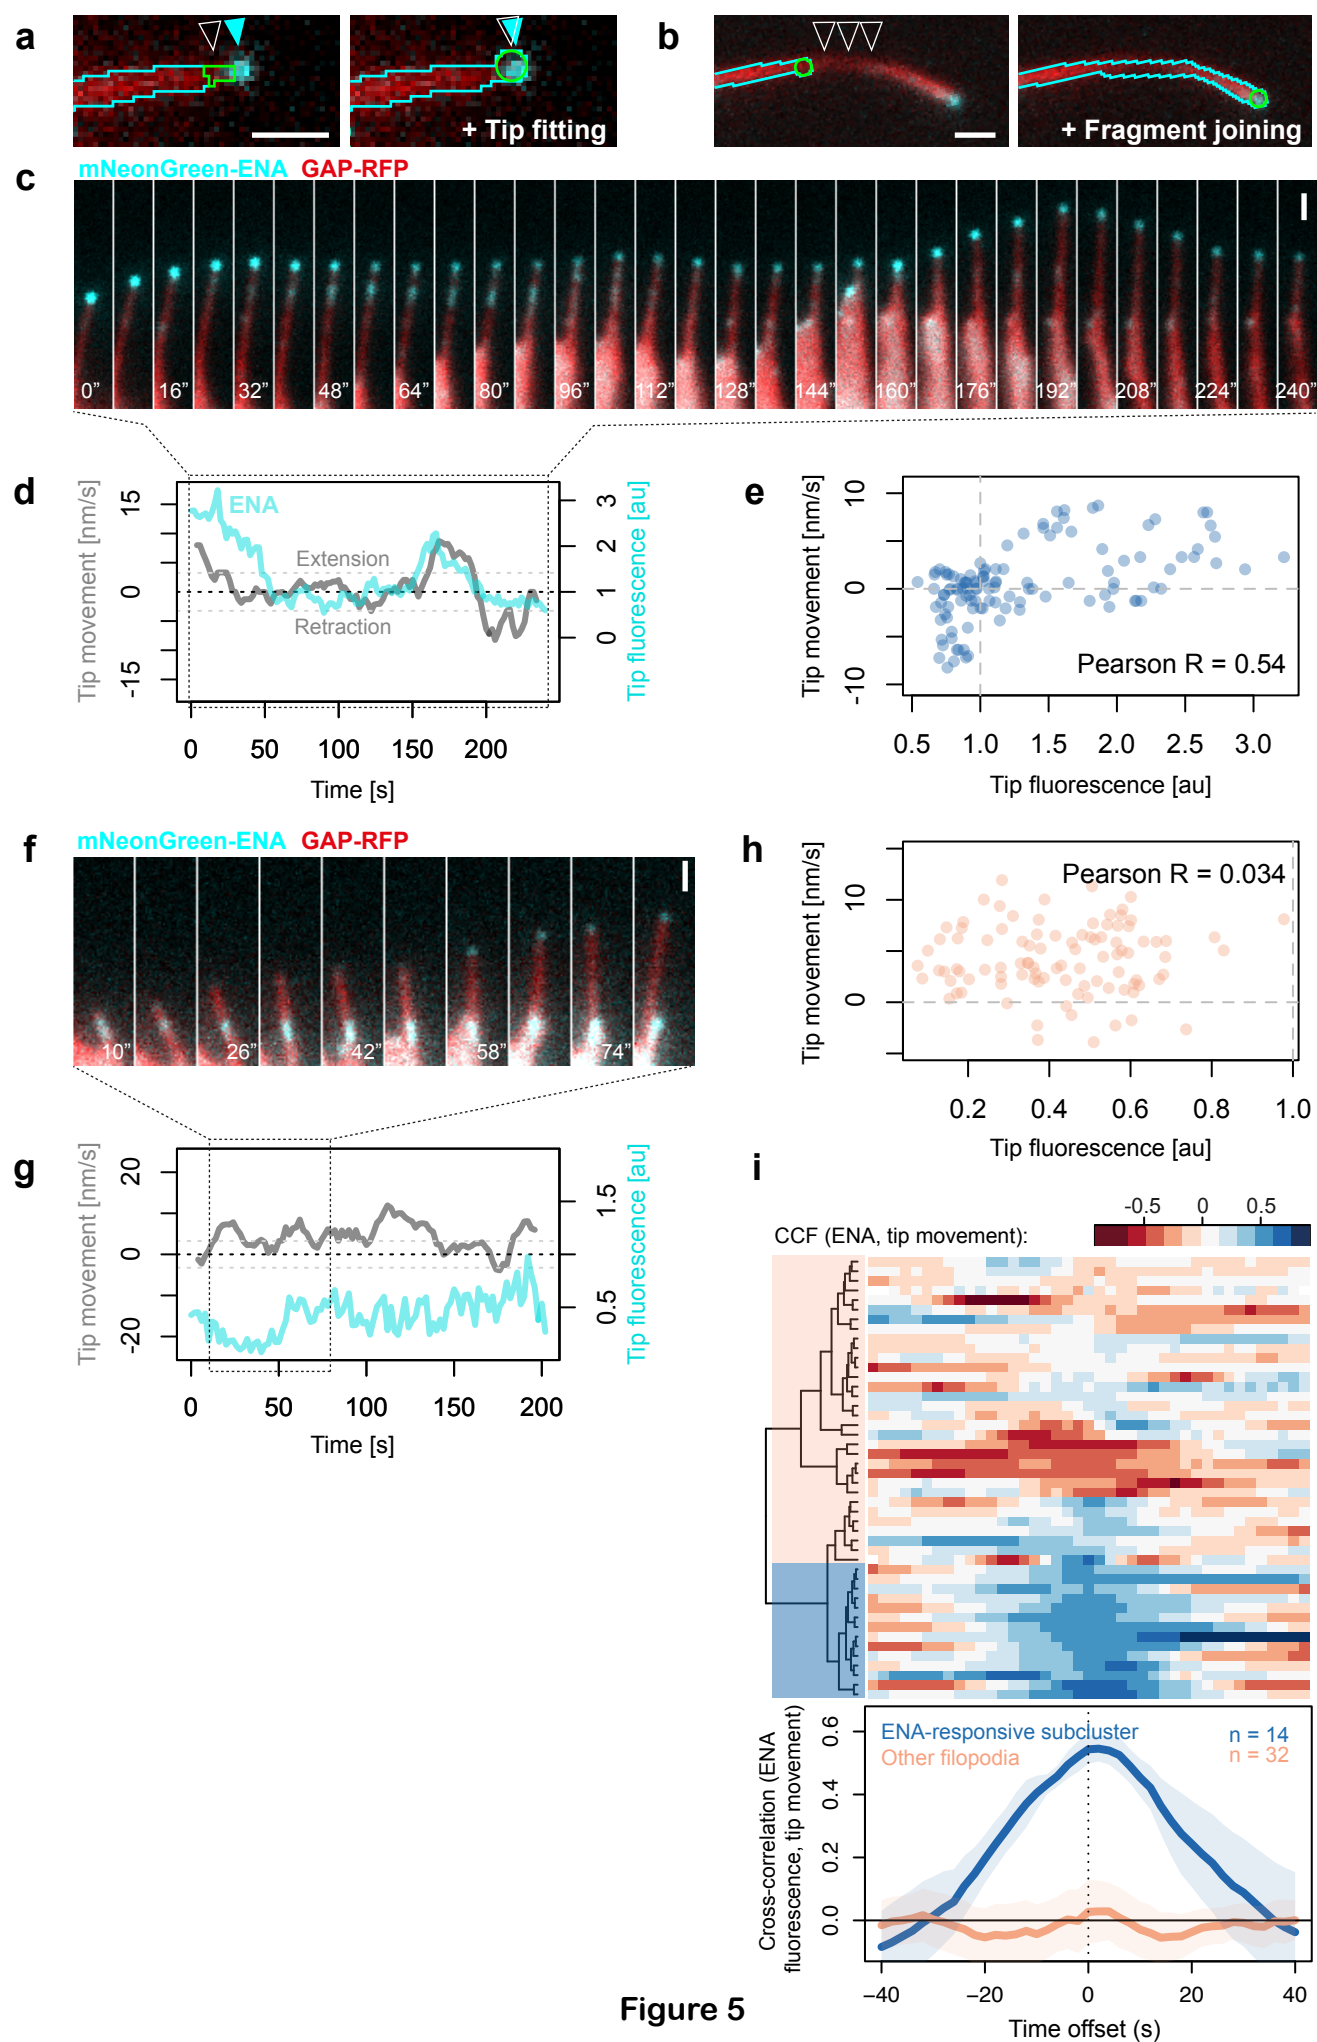 a
+ Tip fitting
b
+ Fragment joining
mNeonGreen-ENA GAP-RFP
c
0” 16” 32” 48” 64” 80” 96” 112” 128” 144” 160” 176” 192” 208” 224” 240”
d
Tip movement [nm/s]
15
0
-15
ENA
Extension
Retraction
3
2
1
0
Tip fluorescence [au]
0 50 100 150 200
Time [s]
e
Tip movement [nm/s]
10
0
-10
Pearson R = 0.54
0.5 1.0 1.5 2.0 2.5 3.0
Tip fluorescence [au]
mNeonGreen-ENA GAP-RFP
f
10” 26” 42” 58” 74”
g
Tip movement [nm/s]
20
0
-20
1.5
0.5
Tip fluorescence [au]
0 50 100 150 200
Time [s]
h
Tip movement [nm/s]
10
0
Pearson R = 0.034
0.2 0.4 0.6 0.8 1.0
Tip fluorescence [au]
i
CCF (ENA, tip movement):
-0.5 0 0.5
Cross-correlation (ENA
fluorescence, tip movement)
0.6
0.4
0.2
0.0
ENA-responsive subcluster n = 14
Other filopodia n = 32
−40 −20 0 20 40
Time offset (s)
Figure 5